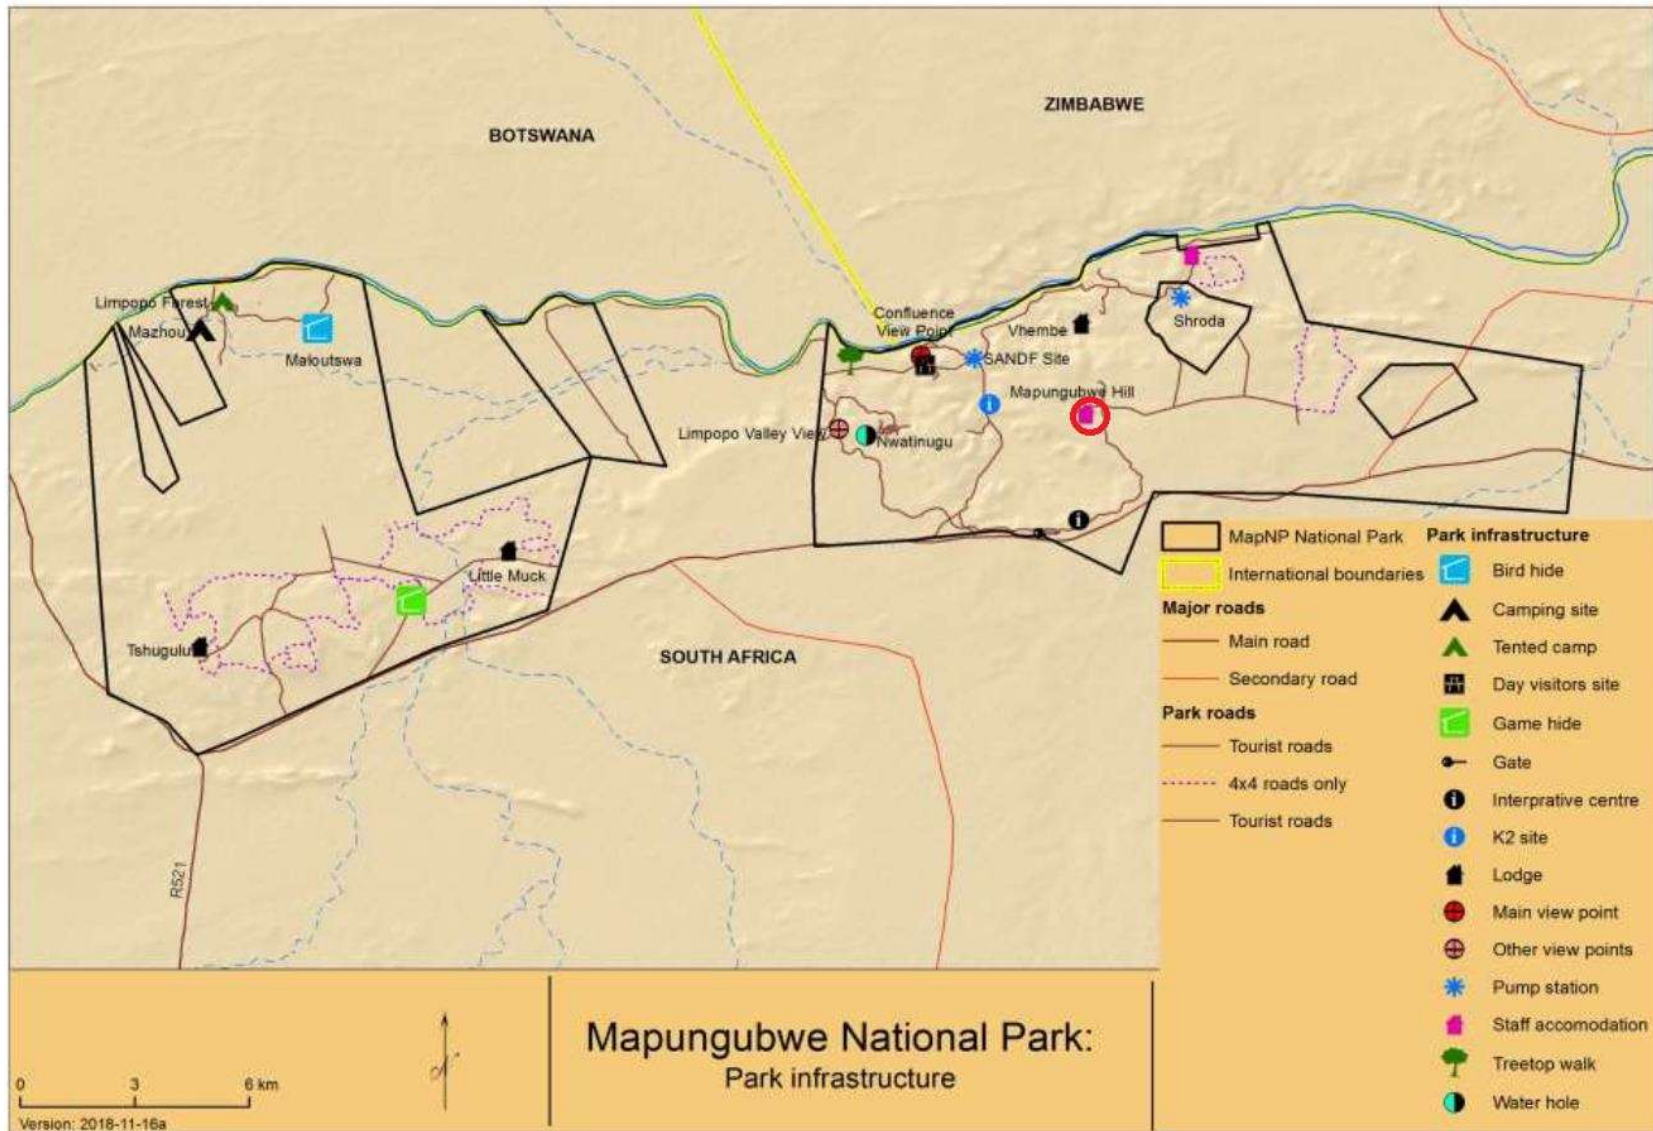 ZIMBABWE
BOTSWANA
Limpopo Forest
Mazhou
Maloutswa
Confluence
View Point
Vhembe
Shroda
SANDF Site
Mapungubwe Hill
Limpopo Valley View
Nwatinugu
Little Muck
Tshugulu
SOUTH AFRICA
R521
MapNP National Park
International boundaries
Major roads
Main road
Secondary road
Park roads
Tourist roads
4x4 roads only
Tourist roads
Park infrastructure
Bird hide
Camping site
Tented camp
Day visitors site
Game hide
Gate
Interprative centre
K2 site
Lodge
Main view point
Other view points
Pump station
Staff accomodation
Treetop walk
Water hole
0 3 6 km
Version: 2018-11-16a
N
Mapungubwe National Park:
Park infrastructure